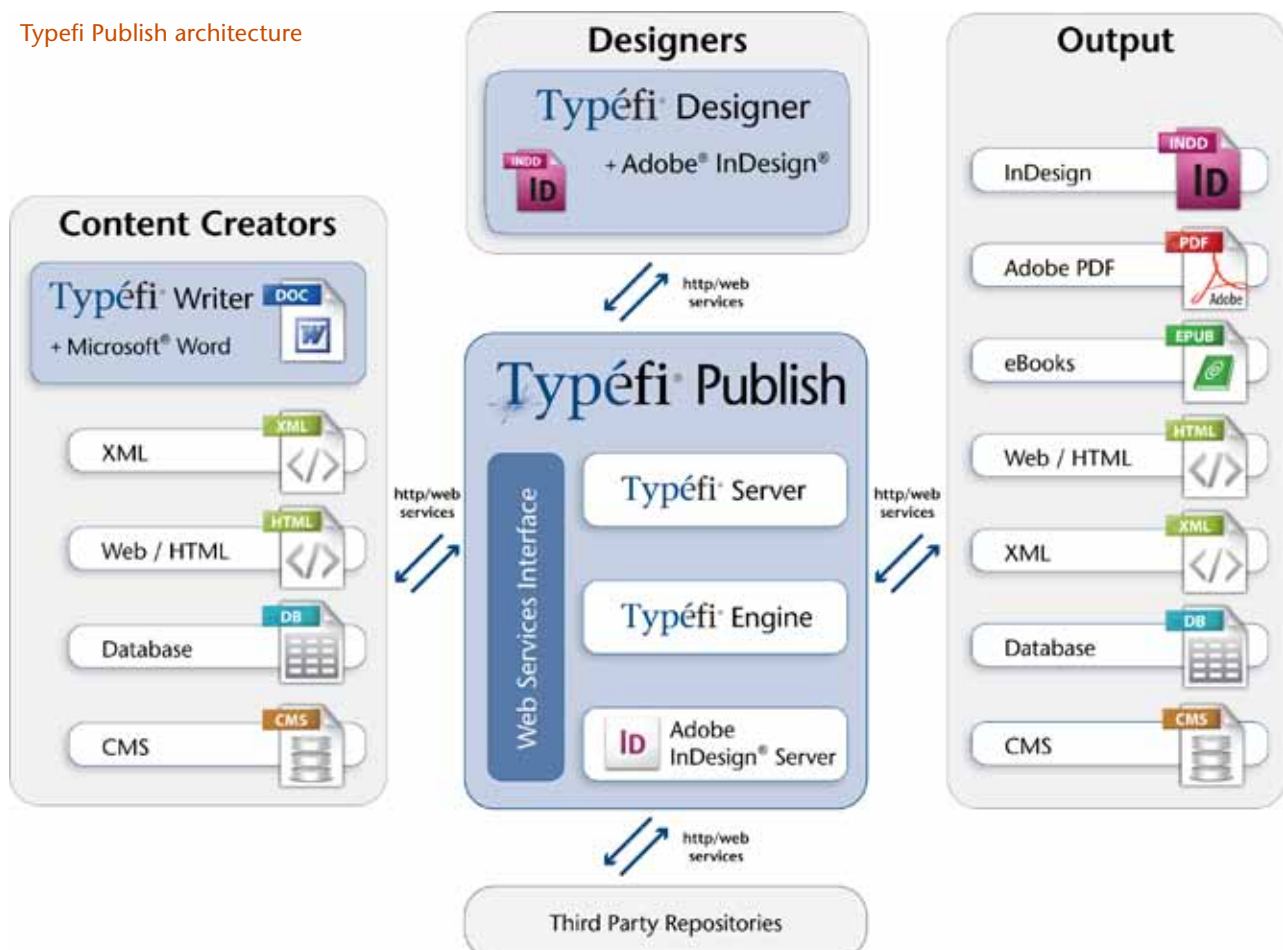 Typefi Publish architecture
Designers
Typéfi® Designer
INDD
ID
+ Adobe® InDesign®
http/web
services
Content Creators
Typéfi® Writer
DOC
W
+ Microsoft® Word
XML
XML
</>
HTML
Web / HTML
</>
DB
Database
CMS
CMS
http/web
services
Typéfi® Publish
Web Services Interface
Typéfi® Server
Typéfi® Engine
ID
Adobe
InDesign® Server
http/web
services
Third Party Repositories
http/web
services
Output
INDD
InDesign
ID
PDF
Adobe PDF
Adobe
EPUB
eBooks
HTML
Web / HTML
</>
XML
XML
</>
DB
Database
CMS
CMS